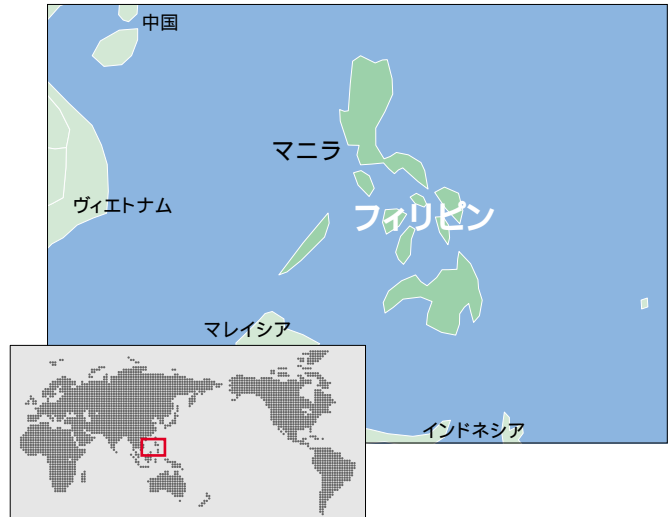 中国
マニラ
ヴィエトナム
フィリピン
マレイシア
インドネシア